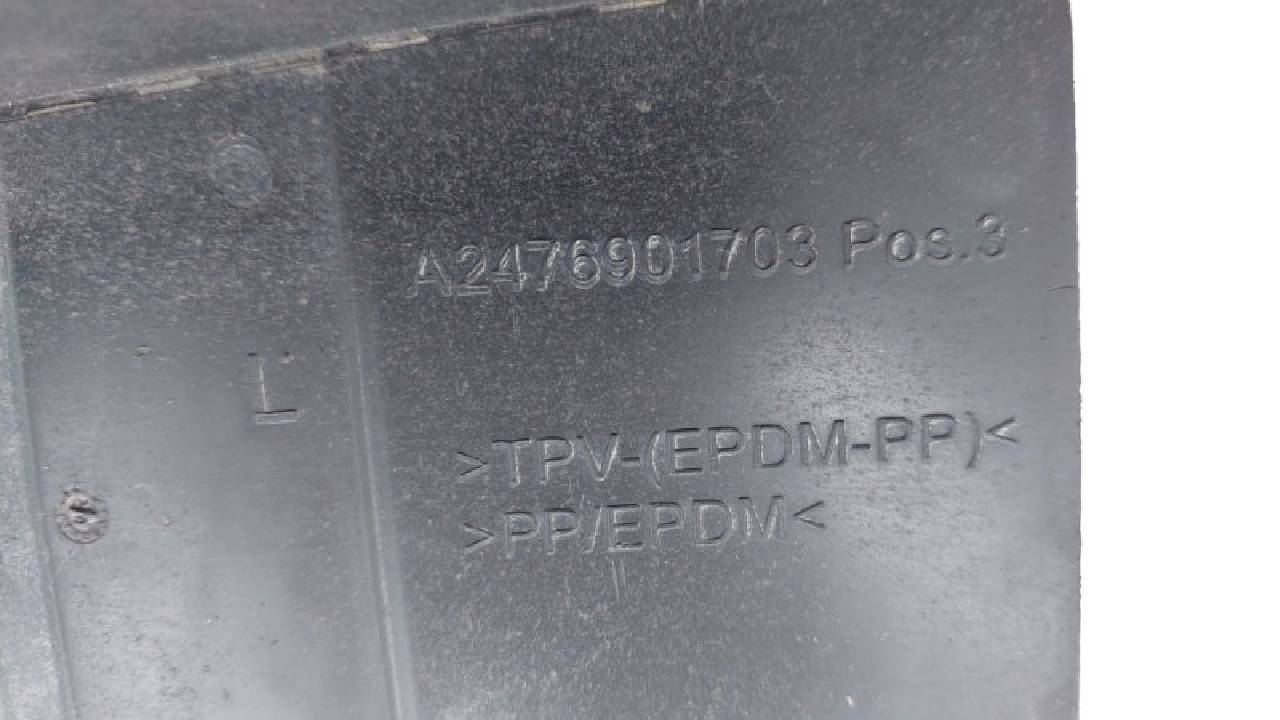 A2476901703 Pos.3
L
>TPV-(EPDM-PP)<
>PP/EPDM<